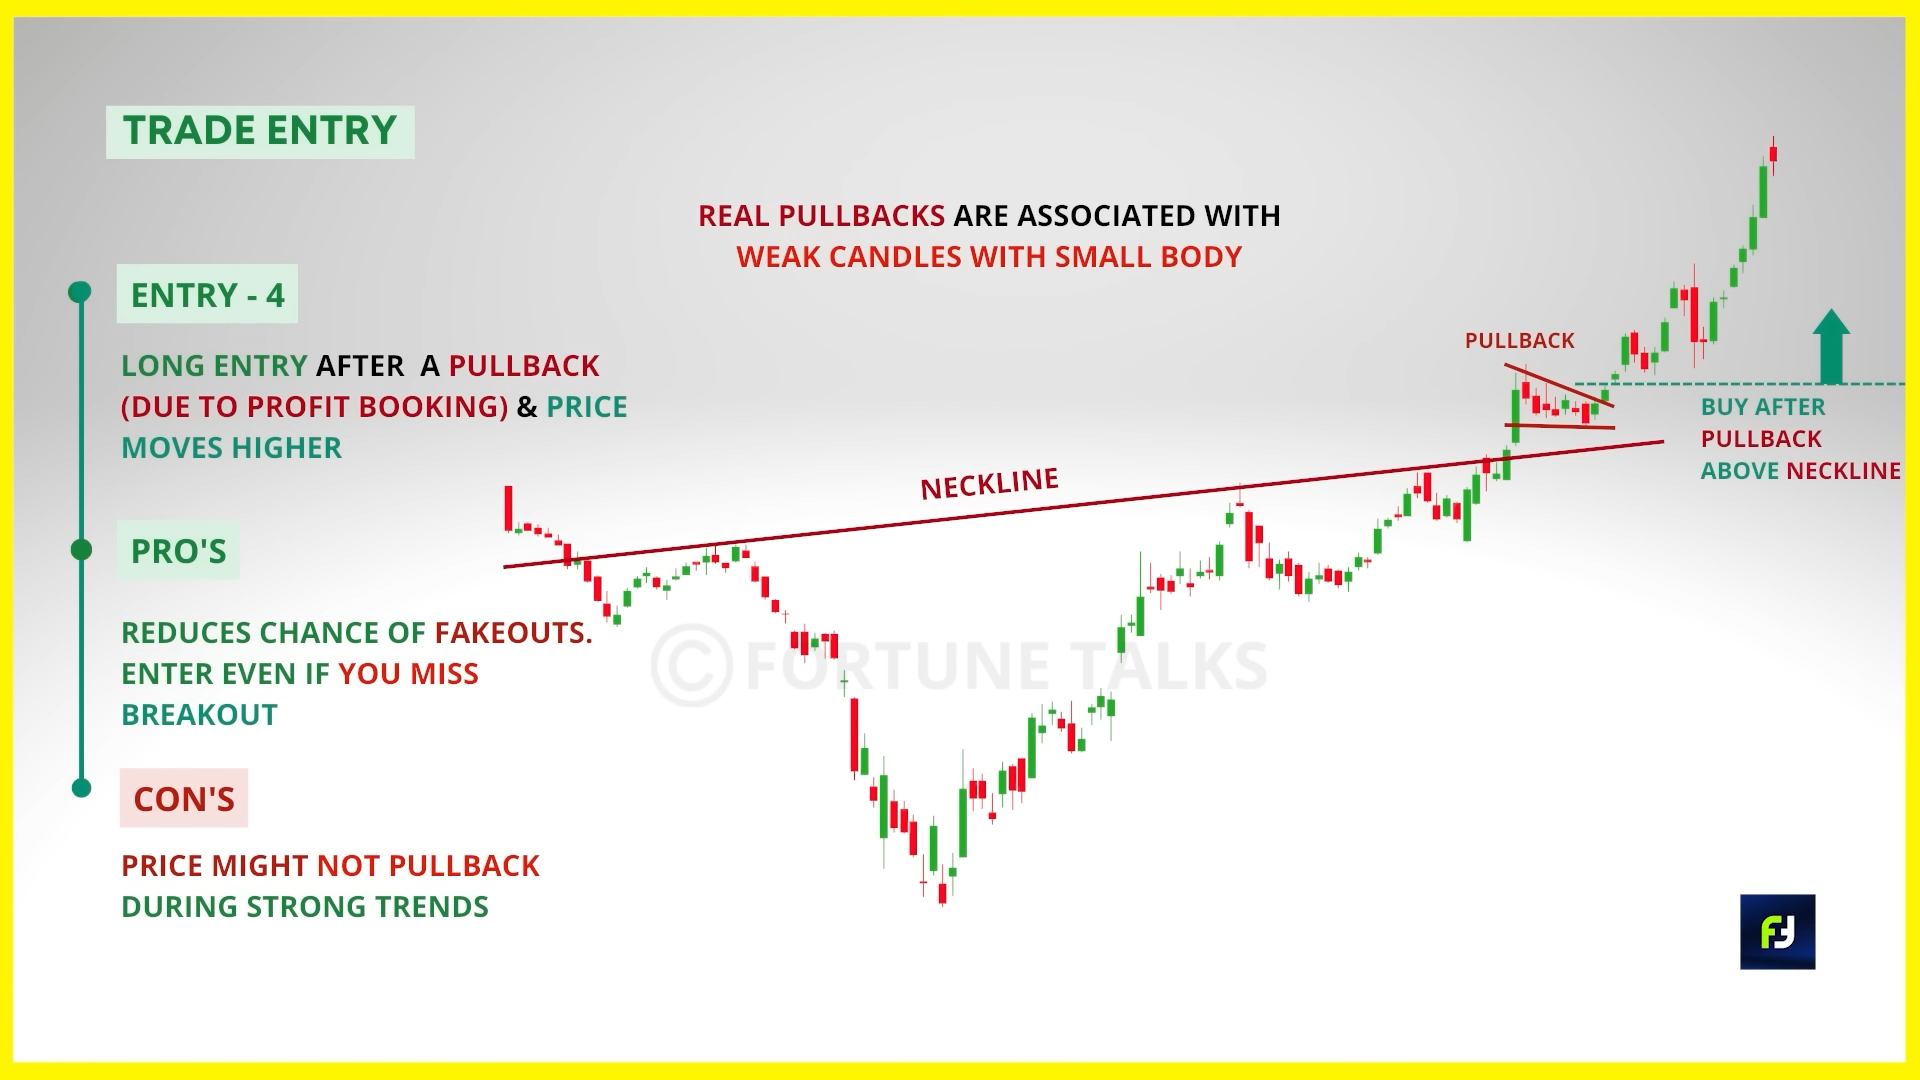 TRADE ENTRY
REAL PULLBACKS ARE ASSOCIATED WITH
WEAK CANDLES WITH SMALL BODY
ENTRY - 4
LONG ENTRY AFTER A PULLBACK
(DUE TO PROFIT BOOKING) & PRICE
MOVES HIGHER
PRO'S
REDUCES CHANCE OF FAKEOUTS.
ENTER EVEN IF YOU MISS
BREAKOUT
CON'S
PRICE MIGHT NOT PULLBACK
DURING STRONG TRENDS
NECKLINE
PULLBACK
BUY AFTER
PULLBACK
ABOVE NECKLINE
© FORTUNE TALKS